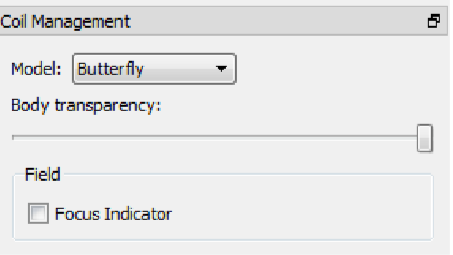 Coil Management
Model: Butterfly
Body transparency:
Field
Focus Indicator